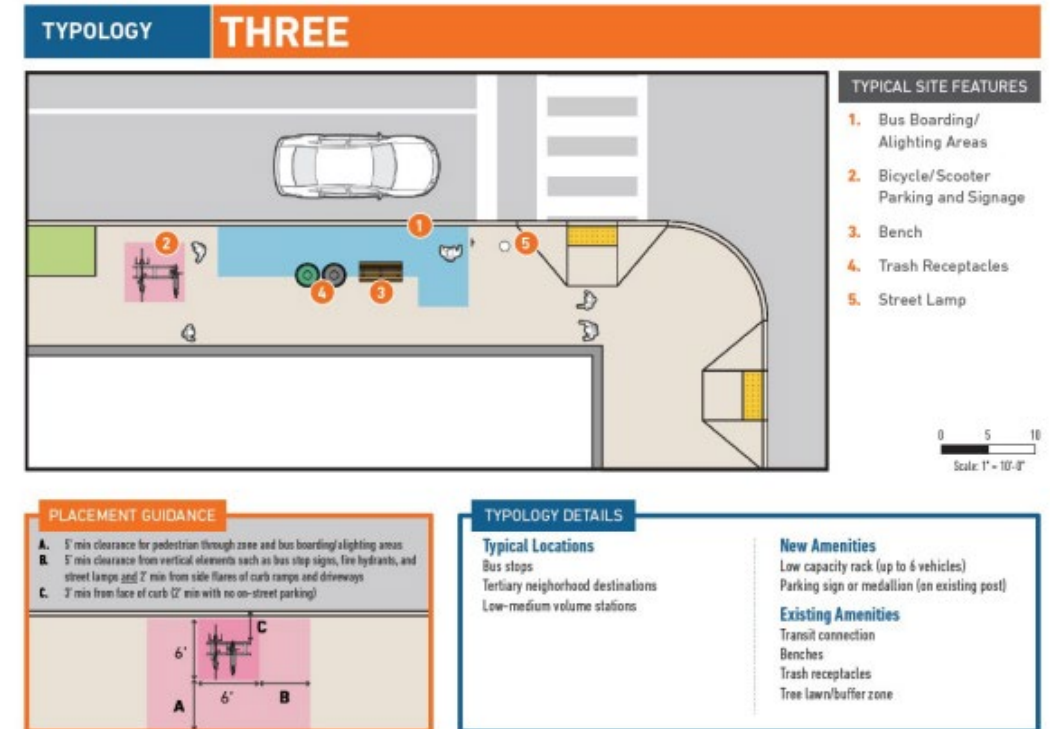 TYPOLOGY THREE
TYPICAL SITE FEATURES
1. Bus Boarding/
Alighting Areas
2. Bicycle/Scooter
Parking and Signage
3. Bench
4. Trash Receptacles
5. Street Lamp
1
2
5
4
3
0 5 10
Scale: 1" = 10'-0"
PLACEMENT GUIDANCE
A. 5' min clearance for pedestrian through zone and bus boarding/alighting areas
B. 5' min clearance from vertical elements such as bus stop signs, fire hydrants, and
street lamps and 2' min from side flares of curb ramps and driveways
C. 3' min from face of curb (2' min with no on-street parking)
C
6'
6'
B
A
TYPOLOGY DETAILS
Typical Locations
Bus stops
Tertiary neighorhood destinations
Low-medium volume stations
New Amenities
Low capacity rack (up to 6 vehicles)
Parking sign or medallion (on existing post)
Existing Amenities
Transit connection
Benches
Trash receptacles
Tree lawn/buffer zone